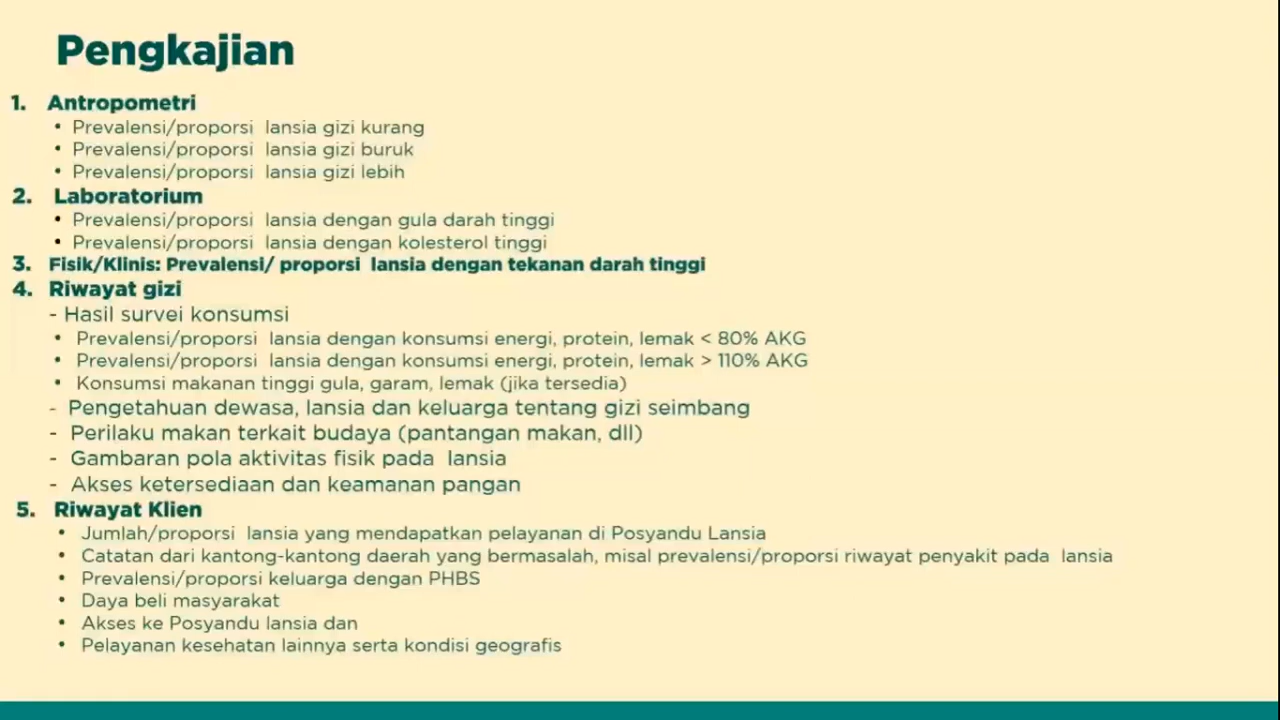 Pengkajian
1. Antropometri
• Prevalensi/proporsi lansia gizi kurang
• Prevalensi/proporsi lansia gizi buruk
• Prevalensi/proporsi lansia gizi lebih
2. Laboratorium
• Prevalensi/proporsi lansia dengan gula darah tinggi
• Prevalensi/proporsi lansia dengan kolesterol tinggi
3. Fisik/Klinis: Prevalensi/ proporsi lansia dengan tekanan darah tinggi
4. Riwayat gizi
- Hasil survei konsumsi
• Prevalensi/proporsi lansia dengan konsumsi energi, protein, lemak < 80% AKG
• Prevalensi/proporsi lansia dengan konsumsi energi, protein, lemak > 110% AKG
• Konsumsi makanan tinggi gula, garam, lemak (jika tersedia)
- Pengetahuan dewasa, lansia dan keluarga tentang gizi seimbang
- Perilaku makan terkait budaya (pantangan makan, dll)
- Gambaran pola aktivitas fisik pada lansia
- Akses ketersediaan dan keamanan pangan
5. Riwayat Klien
• Jumlah/proporsi lansia yang mendapatkan pelayanan di Posyandu Lansia
• Catatan dari kantong-kantong daerah yang bermasalah, misal prevalensi/proporsi riwayat penyakit pada lansia
• Prevalensi/proporsi keluarga dengan PHBS
• Daya beli masyarakat
• Akses ke Posyandu lansia dan
• Pelayanan kesehatan lainnya serta kondisi geografis